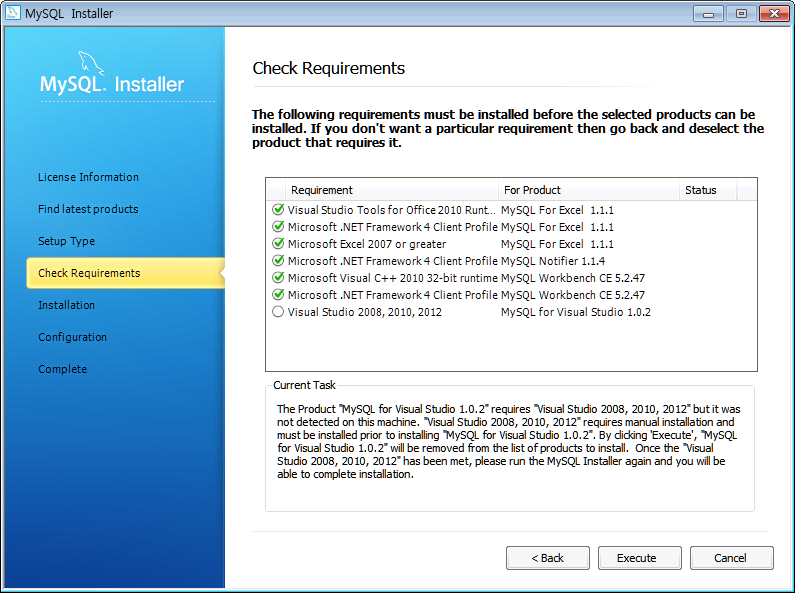 MySQL Installer
MySQL. Installer
License Information
Find latest products
Setup Type
Check Requirements
Installation
Configuration
Complete
Check Requirements
The following requirements must be installed before the selected products can be
installed. If you don't want a particular requirement then go back and deselect the
product that requires it.
Requirement For Product Status
Visual Studio Tools for Office 2010 Runt... MySQL For Excel 1.1.1
Microsoft .NET Framework 4 Client Profile MySQL For Excel 1.1.1
Microsoft Excel 2007 or greater MySQL For Excel 1.1.1
Microsoft .NET Framework 4 Client Profile MySQL Notifier 1.1.4
Microsoft Visual C++ 2010 32-bit runtime MySQL Workbench CE 5.2.47
Microsoft .NET Framework 4 Client Profile MySQL Workbench CE 5.2.47
Visual Studio 2008, 2010, 2012 MySQL for Visual Studio 1.0.2
Current Task
The Product "MySQL for Visual Studio 1.0.2" requires "Visual Studio 2008, 2010, 2012" but it was
not detected on this machine. "Visual Studio 2008, 2010, 2012" requires manual installation and
must be installed prior to installing "MySQL for Visual Studio 1.0.2". By clicking 'Execute', "MySQL
for Visual Studio 1.0.2" will be removed from the list of products to install. Once the "Visual
Studio 2008, 2010, 2012" has been met, please run the MySQL Installer again and you will be
able to complete installation.
< Back
Execute
Cancel